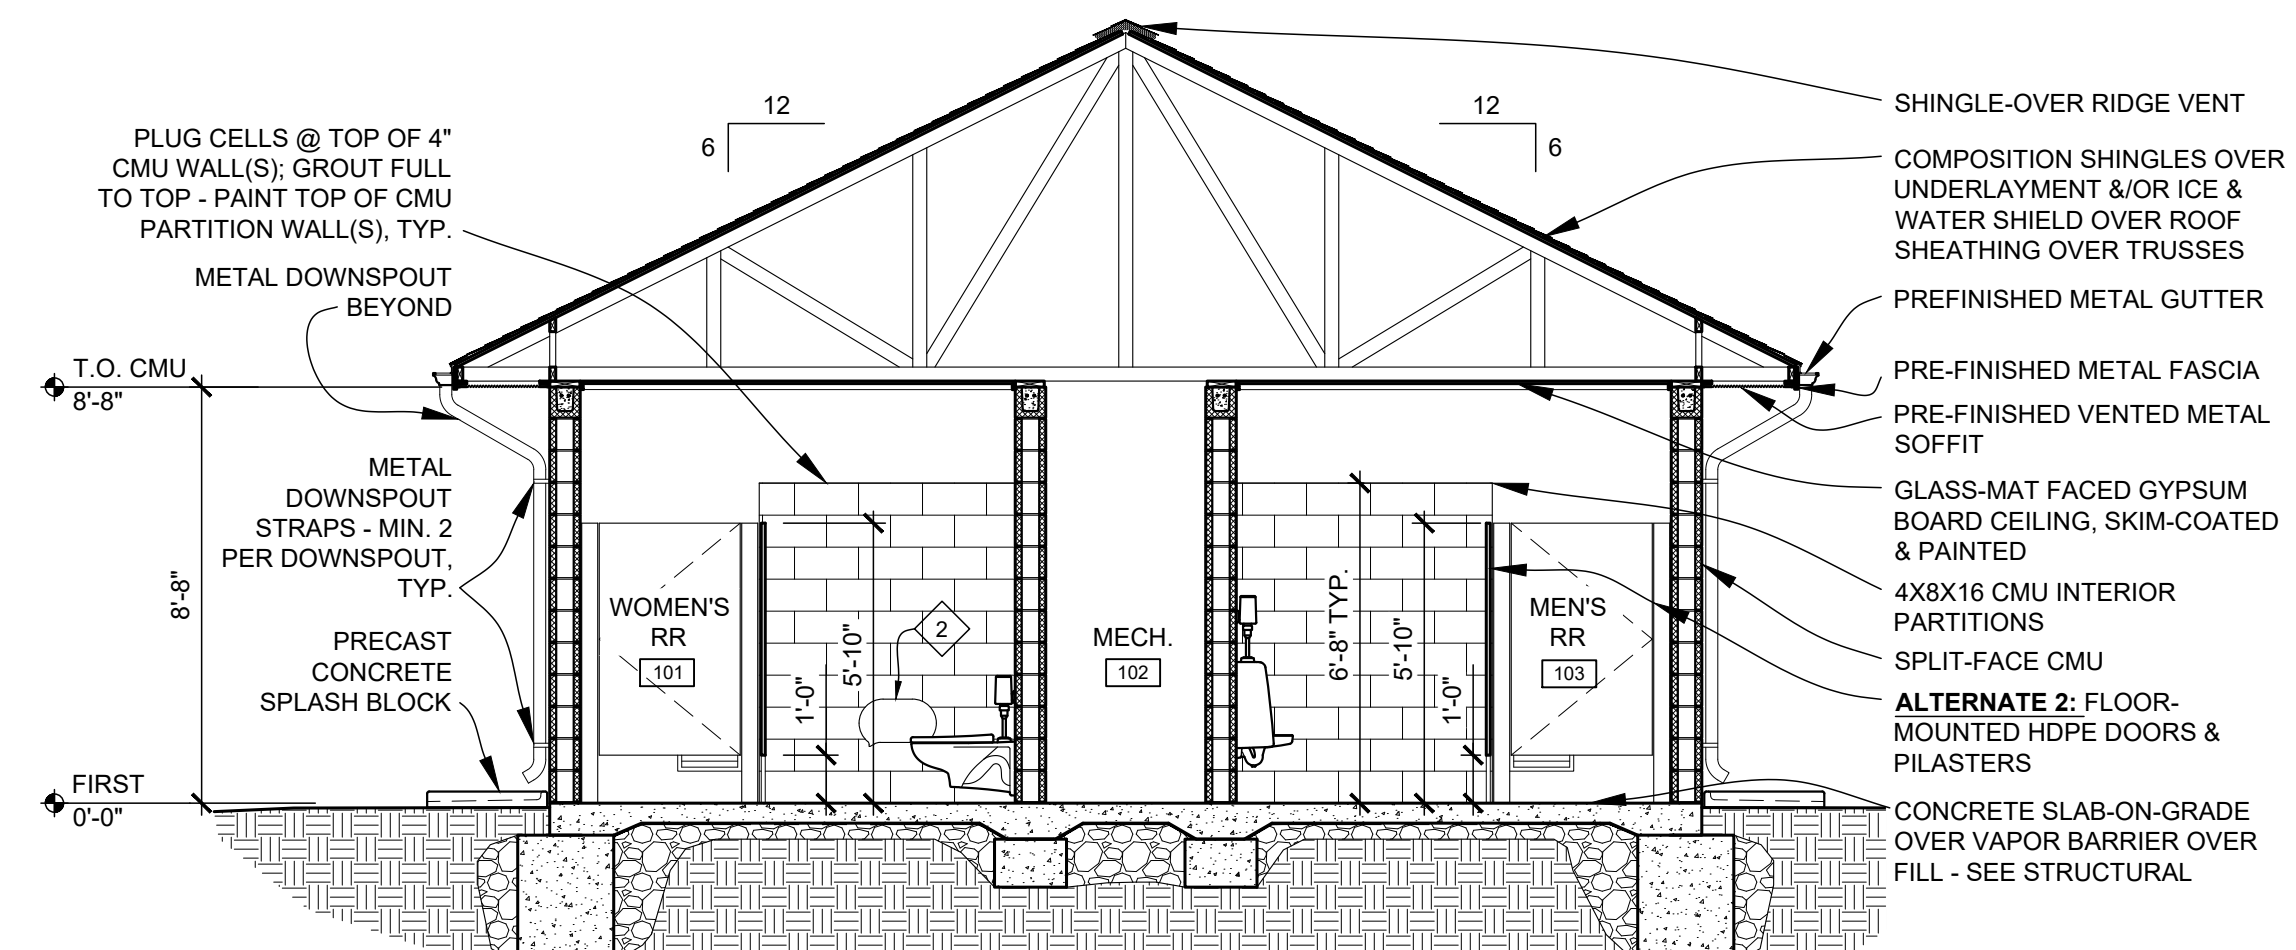 PLUG CELLS @ TOP OF 4"
CMU WALL(S); GROUT FULL
TO TOP - PAINT TOP OF CMU
PARTITION WALL(S), TYP.
METAL DOWNSPOUT
BEYOND
T.O. CMU
8'-8"
METAL
DOWNSPOUT
STRAPS - MIN. 2
PER DOWNSPOUT,
TYP.
8'-8"
PRECAST
CONCRETE
SPLASH BLOCK
FIRST
0'-0"
12
6
12
6
WOMEN'S
RR
101
1'-0"
5'-10"
2
MECH.
102
6'-8" TYP.
5'-10"
1'-0"
MEN'S
RR
103
SHINGLE-OVER RIDGE VENT
COMPOSITION SHINGLES OVER
UNDERLAYMENT &/OR ICE &
WATER SHIELD OVER ROOF
SHEATHING OVER TRUSSES
PREFINISHED METAL GUTTER
PRE-FINISHED METAL FASCIA
PRE-FINISHED VENTED METAL
SOFFIT
GLASS-MAT FACED GYPSUM
BOARD CEILING, SKIM-COATED
& PAINTED
4X8X16 CMU INTERIOR
PARTITIONS
SPLIT-FACE CMU
ALTERNATE 2: FLOOR-
MOUNTED HDPE DOORS &
PILASTERS
CONCRETE SLAB-ON-GRADE
OVER VAPOR BARRIER OVER
FILL - SEE STRUCTURAL